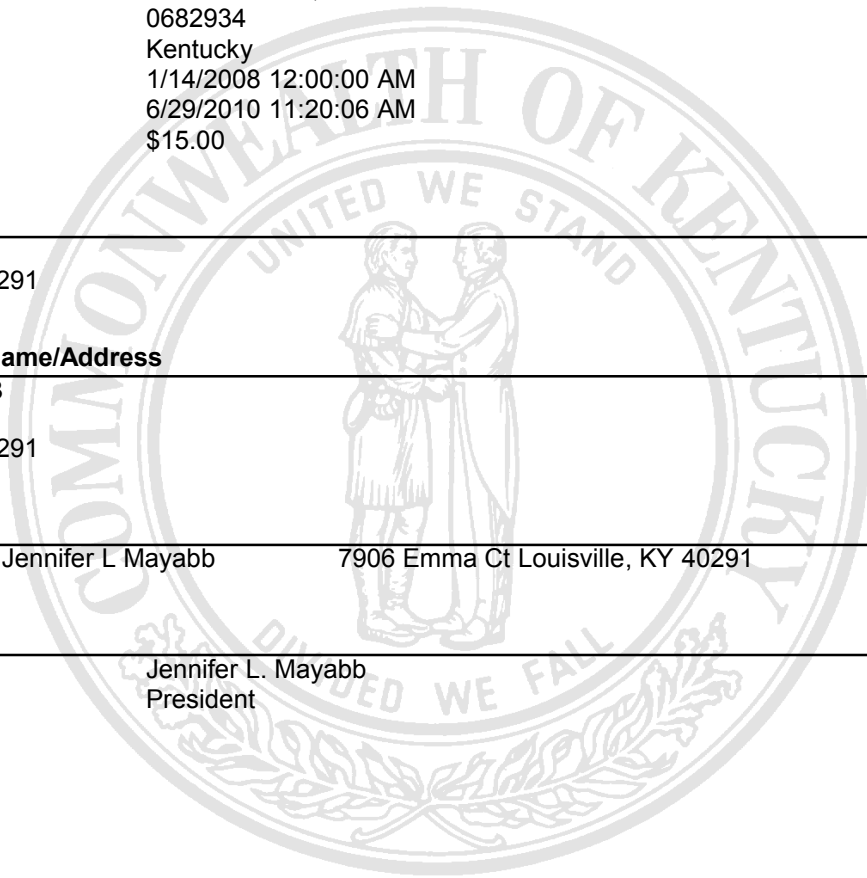 0682934
Kentucky
1/14/2008 12:00:00 AM
6/29/2010 11:20:06 AM
$15.00
COMMONWEALTH OF KENTUCKY
UNITED WE STAND
291
ame/Address
291
Jennifer L Mayabb 7906 Emma Ct Louisville, KY 40291
Jennifer L. Mayabb
President
DIVIDED WE FALL